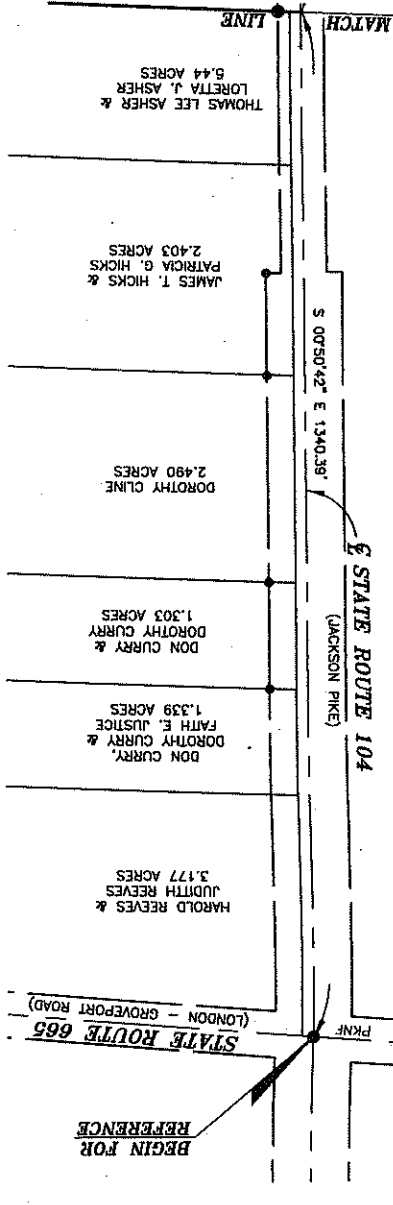 BEGIN FOR
REFERENCE
STATE ROUTE 665
(LONDON - GROVEPORT ROAD)
PKNF
HAROLD REEVES &
JUDITH REEVES
3.177 ACRES
DON CURRY,
DOROTHY CURRY &
FAITH E. JUSTICE
1.339 ACRES
DON CURRY &
DOROTHY CURRY
1.303 ACRES
DOROTHY CLINE
2.490 ACRES
JAMES T. HICKS &
PATRICIA G. HICKS
2.403 ACRES
THOMAS LEE ASHER &
LORETTA J. ASHER
5.44 ACRES
℄ STATE ROUTE 104
(JACKSON PIKE)
S 00°50'42" E 1340.39'
MATCH LINE